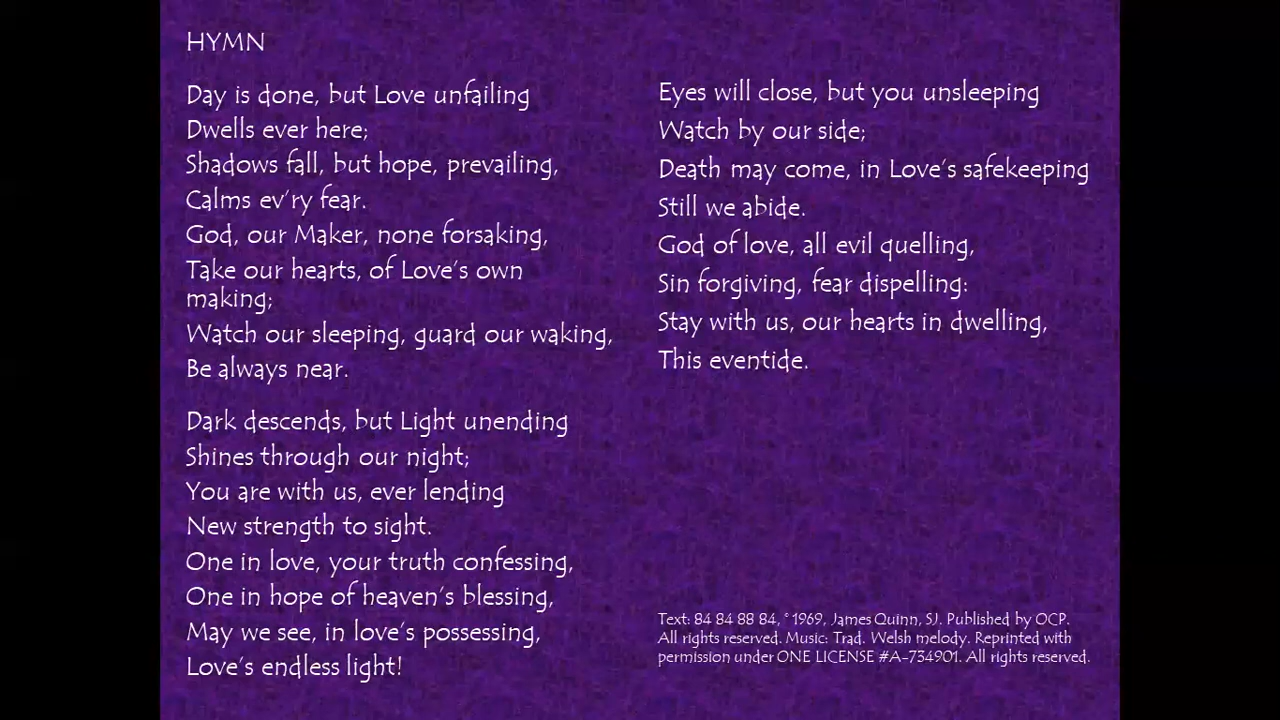 HYMN
Day is done, but Love unfailing
Dwells ever here;
Shadows fall, but hope, prevailing,
Calms ev'ry fear.
God, our Maker, none forsaking,
Take our hearts, of Love's own
making;
Watch our sleeping, guard our waking,
Be always near.
Dark descends, but Light unending
Shines through our night;
You are with us, ever lending
New strength to sight.
One in love, your truth confessing,
One in hope of heaven's blessing,
May we see, in love's possessing,
Love's endless light!
Eyes will close, but you unsleeping
Watch by our side;
Death may come, in Love's safekeeping
Still we abide.
God of love, all evil quelling,
Sin forgiving, fear dispelling:
Stay with us, our hearts in dwelling,
This eventide.
Text: 84 84 88 84, © 1969, James Quinn, SJ. Published by OCP.
All rights reserved. Music: Trad. Welsh melody. Reprinted with
permission under ONE LICENSE #A-734901. All rights reserved.